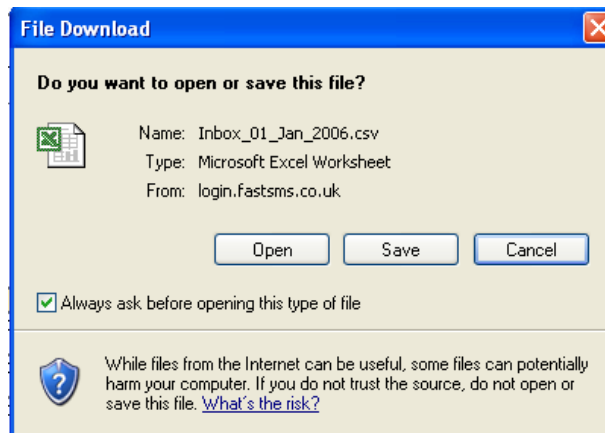 File Download
Do you want to open or save this file?
Name: Inbox_01_Jan_2006.csv
Type: Microsoft Excel Worksheet
From: login.fastsms.co.uk
Open Save Cancel
Always ask before opening this type of file
While files from the Internet can be useful, some files can potentially
harm your computer. If you do not trust the source, do not open or
save this file. What's the risk?